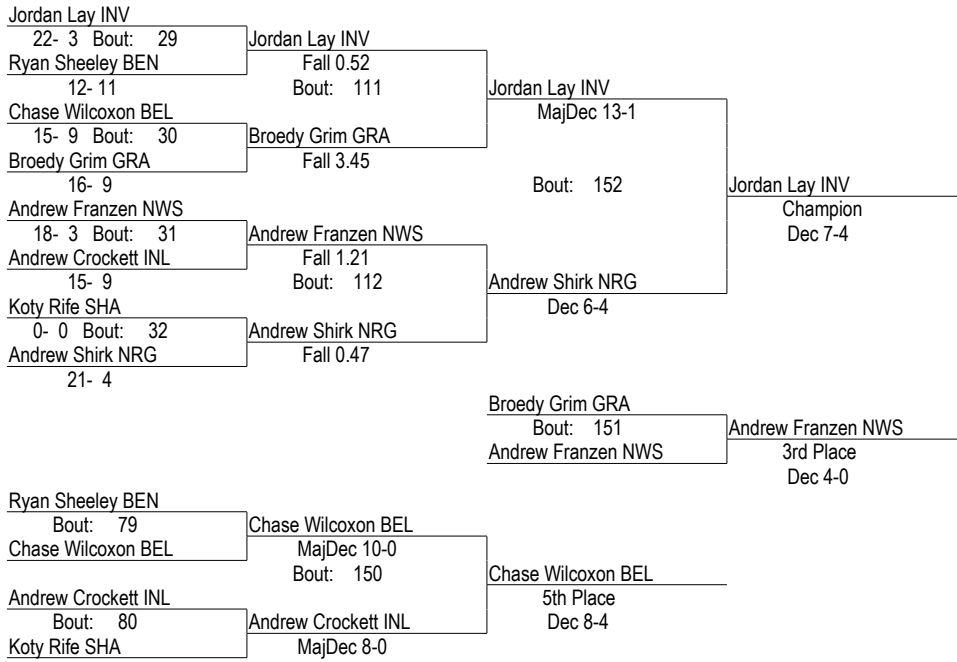 Jordan Lay INV
22- 3 Bout: 29
Jordan Lay INV
Ryan Sheeley BEN
Fall 0.52
12- 11
Bout: 111
Jordan Lay INV
Chase Wilcoxon BEL
MajDec 13-1
15- 9 Bout: 30
Broedy Grim GRA
Broedy Grim GRA
Fall 3.45
16- 9
Bout: 152
Jordan Lay INV
Andrew Franzen NWS
Champion
18- 3 Bout: 31
Andrew Franzen NWS
Dec 7-4
Andrew Crockett INL
Fall 1.21
15- 9
Bout: 112
Andrew Shirk NRG
Koty Rife SHA
Dec 6-4
0- 0 Bout: 32
Andrew Shirk NRG
Andrew Shirk NRG
Fall 0.47
21- 4
Broedy Grim GRA
Bout: 151
Andrew Franzen NWS
Andrew Franzen NWS
3rd Place
Dec 4-0
Ryan Sheeley BEN
Bout: 79
Chase Wilcoxon BEL
Chase Wilcoxon BEL
MajDec 10-0
Bout: 150
Chase Wilcoxon BEL
Andrew Crockett INL
5th Place
Bout: 80
Andrew Crockett INL
Dec 8-4
Koty Rife SHA
MajDec 8-0